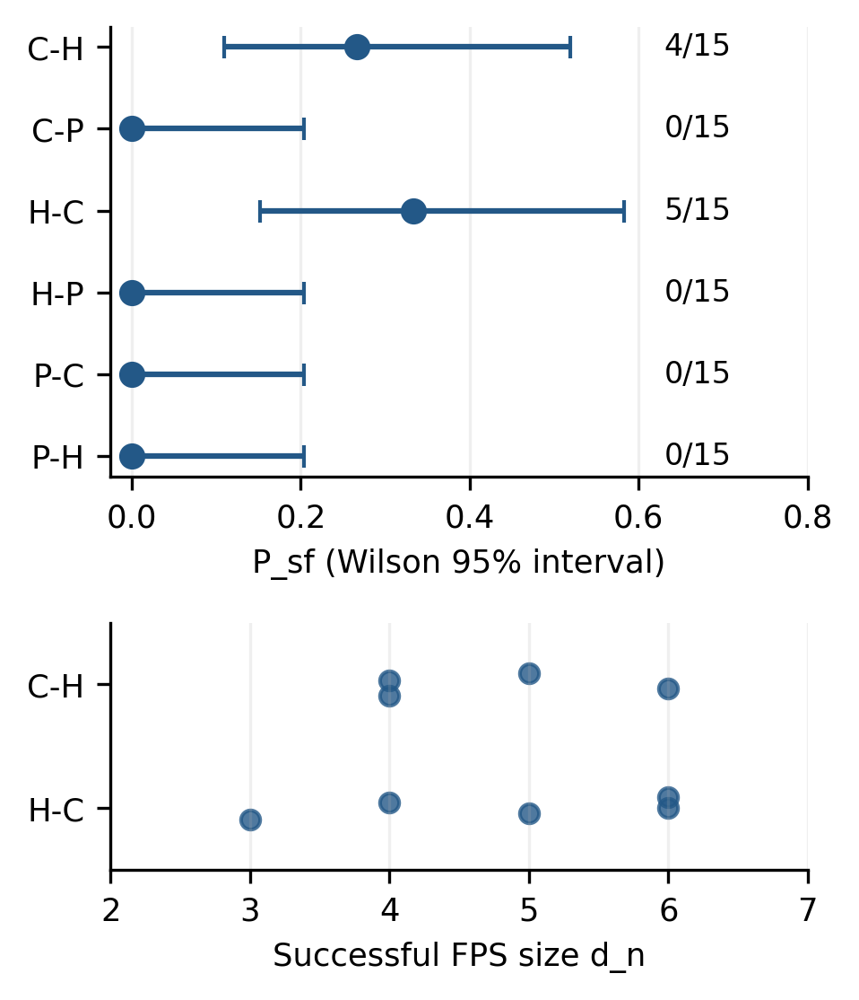 C-H 4/15
C-P 0/15
H-C 5/15
H-P 0/15
P-C 0/15
P-H 0/15
0.0 0.2 0.4 0.6 0.8
P_sf (Wilson 95% interval)
C-H
H-C
2 3 4 5 6 7
Successful FPS size d_n